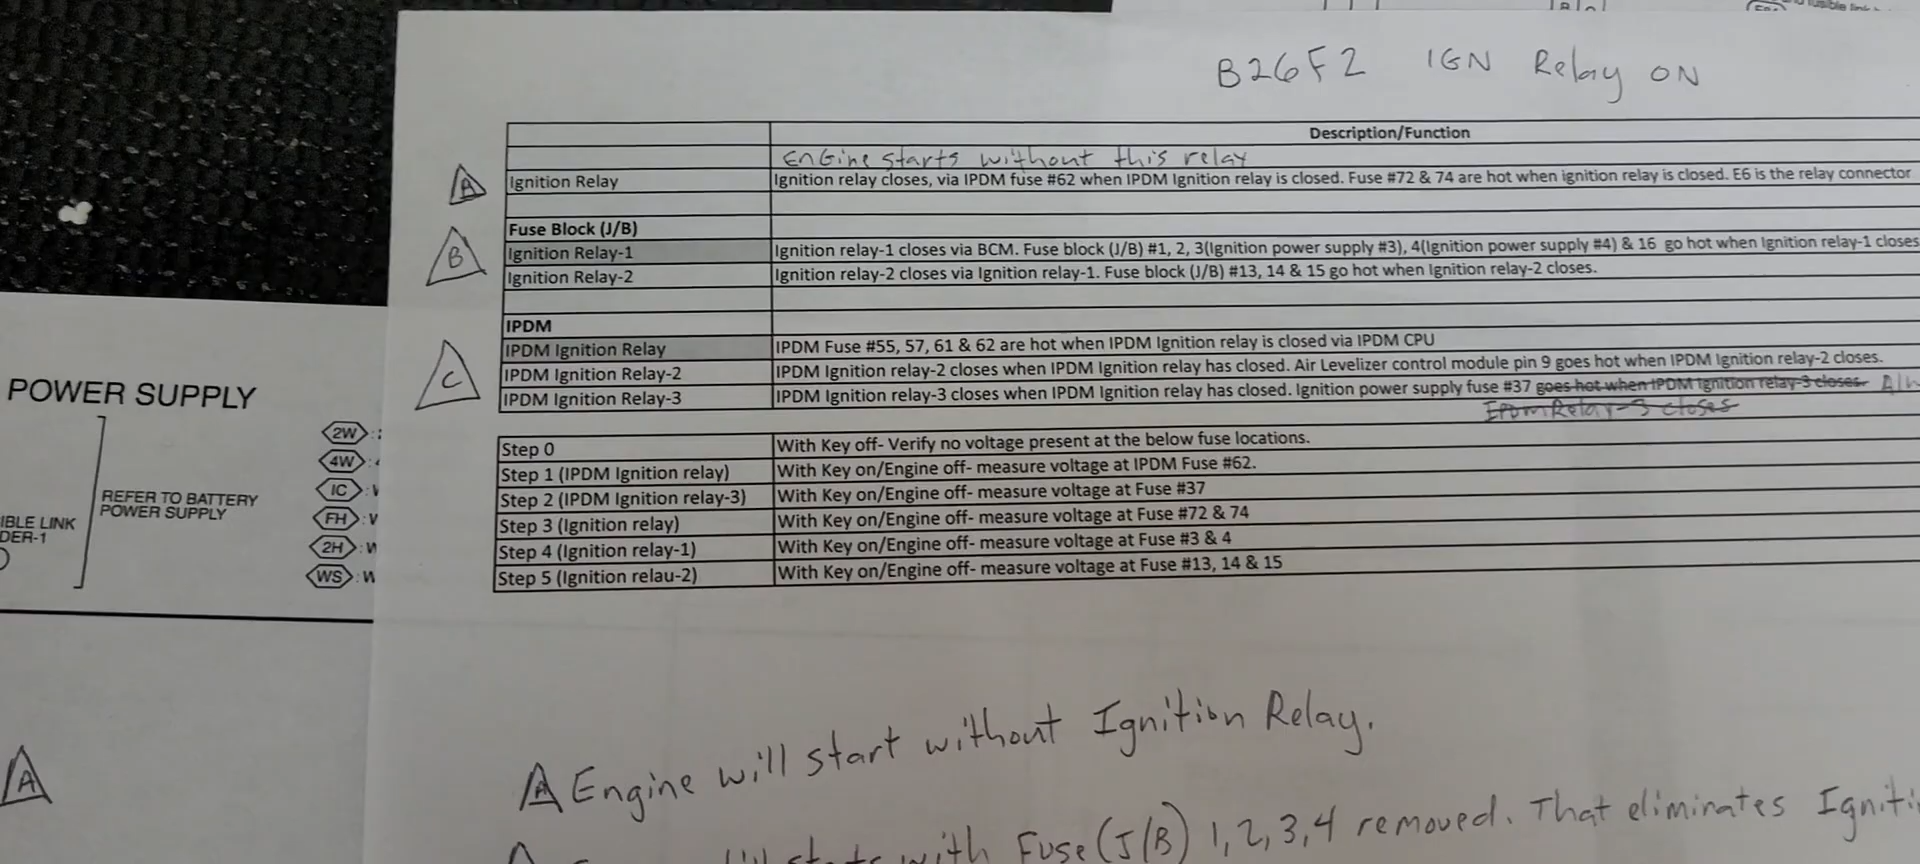 B26F2 IGN Relay ON
Description/Function
Engine starts without this relay
A
Ignition Relay
Ignition relay closes, via IPDM fuse #62 when IPDM Ignition relay is closed. Fuse #72 & 74 are hot when ignition relay is closed. E6 is the relay connector
Fuse Block (J/B)
B
Ignition Relay-1
Ignition relay-1 closes via BCM. Fuse block (J/B) #1, 2, 3(Ignition power supply #3), 4(Ignition power supply #4) & 16 go hot when Ignition relay-1 closes
Ignition Relay-2
Ignition relay-2 closes via Ignition relay-1. Fuse block (J/B) #13, 14 & 15 go hot when Ignition relay-2 closes.
IPDM
C
IPDM Ignition Relay
IPDM Fuse #55, 57, 61 & 62 are hot when IPDM Ignition relay is closed via IPDM CPU
IPDM Ignition Relay-2
IPDM Ignition relay-2 closes when IPDM Ignition relay has closed. Air Levelizer control module pin 9 goes hot when IPDM Ignition relay-2 closes.
IPDM Ignition Relay-3
IPDM Ignition relay-3 closes when IPDM Ignition relay has closed. Ignition power supply fuse #37 goes hot when IPDM Ignition relay-3 closes.
IPDM Relay-3 closes
Step 0
With Key off- Verify no voltage present at the below fuse locations.
Step 1 (IPDM Ignition relay)
With Key on/Engine off- measure voltage at IPDM Fuse #62.
Step 2 (IPDM Ignition relay-3)
With Key on/Engine off- measure voltage at Fuse #37
Step 3 (Ignition relay)
With Key on/Engine off- measure voltage at Fuse #72 & 74
Step 4 (Ignition relay-1)
With Key on/Engine off- measure voltage at Fuse #3 & 4
Step 5 (Ignition relau-2)
With Key on/Engine off- measure voltage at Fuse #13, 14 & 15
A Engine will start without Ignition Relay.
with Fuse (J/B) 1,2,3,4 removed. That eliminates
POWER SUPPLY
REFER TO BATTERY
POWER SUPPLY
IBLE LINK
DER-1
2W :
4W :
IC :
FH :
2H :
WS : W
A